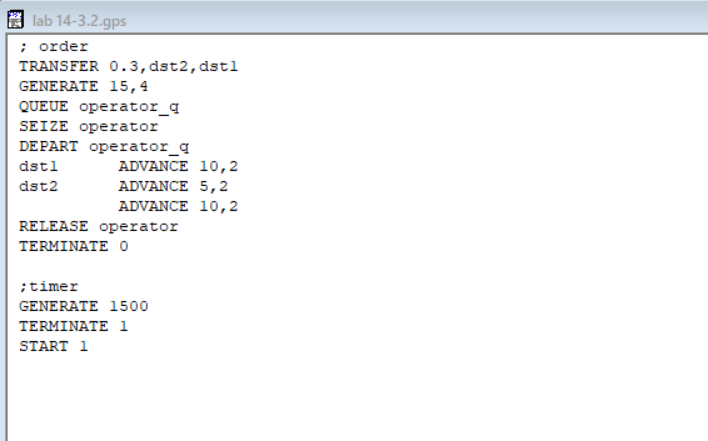 lab 14-3.2.gps
; order
TRANSFER 0.3,dst2,dst1
GENERATE 15,4
QUEUE operator_q
SEIZE operator
DEPART operator_q
dst1 ADVANCE 10,2
dst2 ADVANCE 5,2
ADVANCE 10,2
RELEASE operator
TERMINATE 0
;timer
GENERATE 1500
TERMINATE 1
START 1